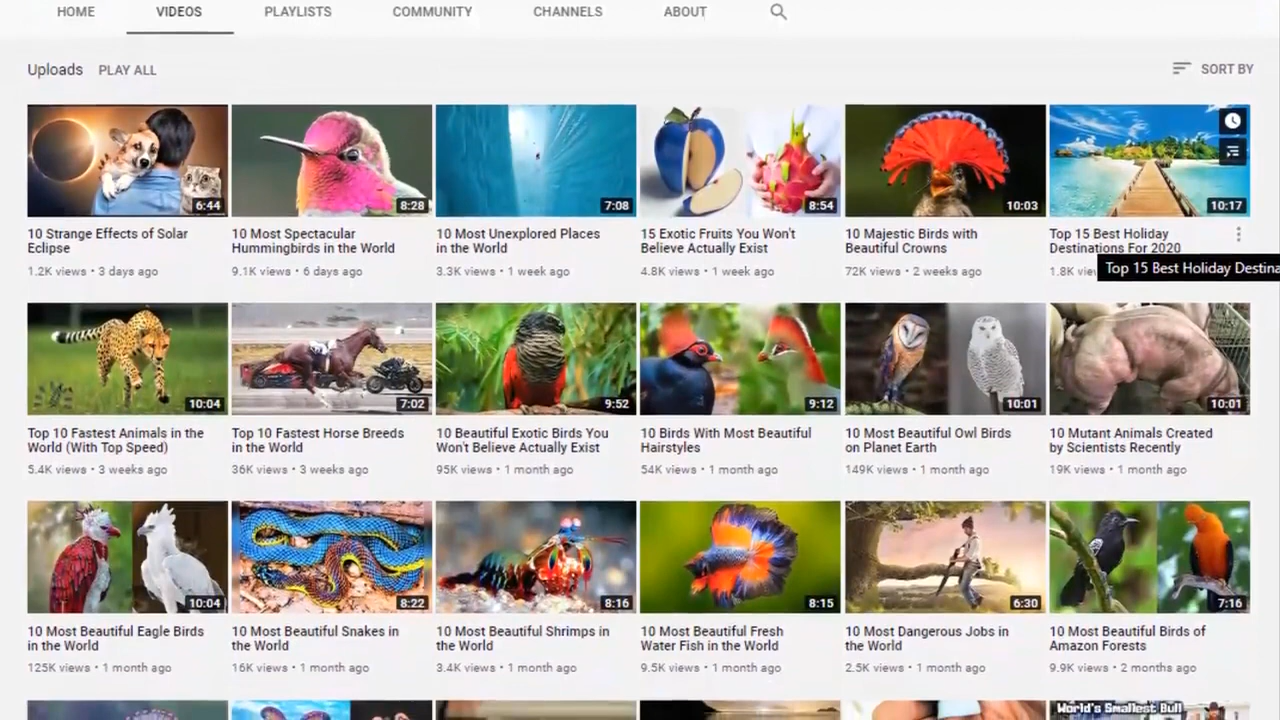 HOME VIDEOS PLAYLISTS COMMUNITY CHANNELS ABOUT
Uploads PLAY ALL SORT BY
6:44 8:28 7:08 8:54 10:03 10:17
10 Strange Effects of Solar
Eclipse
1.2K views • 3 days ago
10 Most Spectacular
Hummingbirds in the World
9.1K views • 6 days ago
10 Most Unexplored Places
in the World
3.3K views • 1 week ago
15 Exotic Fruits You Won't
Believe Actually Exist
4.8K views • 1 week ago
10 Majestic Birds with
Beautiful Crowns
72K views • 2 weeks ago
Top 15 Best Holiday
Destinations For 2020
1.8K
Top 15 Best Holiday Destina
10:04 7:02 9:52 9:12 10:01 10:01
Top 10 Fastest Animals in the
World (With Top Speed)
5.4K views • 3 weeks ago
Top 10 Fastest Horse Breeds
in the World
36K views • 3 weeks ago
10 Beautiful Exotic Birds You
Won't Believe Actually Exist
95K views • 1 month ago
10 Birds With Most Beautiful
Hairstyles
54K views • 1 month ago
10 Most Beautiful Owl Birds
on Planet Earth
149K views • 1 month ago
10 Mutant Animals Created
by Scientists Recently
19K views • 1 month ago
10:04 8:22 8:16 8:15 6:30 7:16
10 Most Beautiful Eagle Birds
in the World
125K views • 1 month ago
10 Most Beautiful Snakes in
the World
16K views • 1 month ago
10 Most Beautiful Shrimps in
the World
3.4K views • 1 month ago
10 Most Beautiful Fresh
Water Fish in the World
9.5K views • 1 month ago
10 Most Dangerous Jobs in
the World
2.5K views • 1 month ago
10 Most Beautiful Birds of
Amazon Forests
9.9K views • 2 months ago
World's Smallest Bull